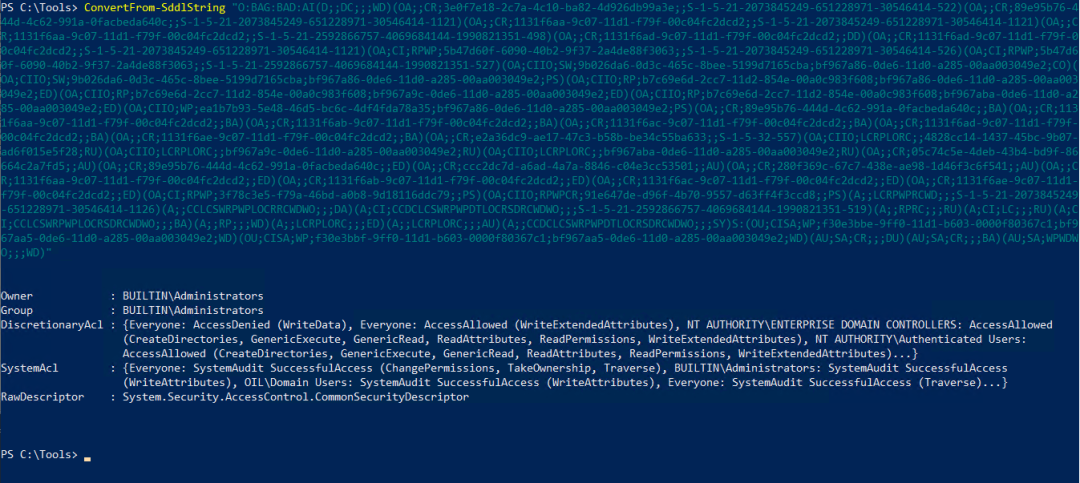 PS C:\Tools> ConvertFrom-SddlString "O:BAG:BAD:AI(D;;DC;;;WD)(OA;;CR;3e0f7e18-2c7a-4c10-ba82-4d926db99a3e;;S-1-5-21-2073845249-651228971-30546414-522)(OA;;CR;89e95b76-4
44d-4c62-991a-0facbeda640c;;S-1-5-21-2073845249-651228971-30546414-1121)(OA;;CR;1131f6aa-9c07-11d1-f79f-00c04fc2dcd2;;S-1-5-21-2073845249-651228971-30546414-1121)(OA;;C
R;1131f6aa-9c07-11d1-f79f-00c04fc2dcd2;;S-1-5-21-2592866757-4069684144-1990821351-498)(OA;;CR;1131f6ad-9c07-11d1-f79f-00c04fc2dcd2;;DD)(OA;;CR;1131f6ad-9c07-11d1-f79f-0
0c04fc2dcd2;;S-1-5-21-2073845249-651228971-30546414-1121)(OA;CI;RPWP;5b47d60f-6090-40b2-9f37-2a4de88f3063;;S-1-5-21-2073845249-651228971-30546414-526)(OA;CI;RPWP;5b47d6
0f-6090-40b2-9f37-2a4de88f3063;;S-1-5-21-2592866757-4069684144-1990821351-527)(OA;CIIO;SW;9b026da6-0d3c-465c-8bee-5199d7165cba;bf967a86-0de6-11d0-a285-00aa003049e2;CO)(
OA;CIIO;SW;9b026da6-0d3c-465c-8bee-5199d7165cba;bf967a86-0de6-11d0-a285-00aa003049e2;PS)(OA;CIIO;RP;b7c69e6d-2cc7-11d2-854e-00a0c983f608;bf967a86-0de6-11d0-a285-00aa003
049e2;ED)(OA;CIIO;RP;b7c69e6d-2cc7-11d2-854e-00a0c983f608;bf967a9c-0de6-11d0-a285-00aa003049e2;ED)(OA;CIIO;RP;b7c69e6d-2cc7-11d2-854e-00a0c983f608;bf967aba-0de6-11d0-a2
85-00aa003049e2;ED)(OA;CIIO;WP;ea1b7b93-5e48-46d5-bc6c-4df4fda78a35;bf967a86-0de6-11d0-a285-00aa003049e2;PS)(OA;;CR;89e95b76-444d-4c62-991a-0facbeda640c;;BA)(OA;;CR;113
1f6aa-9c07-11d1-f79f-00c04fc2dcd2;;BA)(OA;;CR;1131f6ab-9c07-11d1-f79f-00c04fc2dcd2;;BA)(OA;;CR;1131f6ac-9c07-11d1-f79f-00c04fc2dcd2;;BA)(OA;;CR;1131f6ad-9c07-11d1-f79f-
00c04fc2dcd2;;BA)(OA;;CR;1131f6ae-9c07-11d1-f79f-00c04fc2dcd2;;BA)(OA;;CR;e2a36dc9-ae17-47c3-b58b-be34c55ba633;;S-1-5-32-557)(OA;CIIO;LCRPLORC;;4828cc14-1437-45bc-9b07-
ad6f015e5f28;RU)(OA;CIIO;LCRPLORC;;bf967a9c-0de6-11d0-a285-00aa003049e2;RU)(OA;CIIO;LCRPLORC;;bf967aba-0de6-11d0-a285-00aa003049e2;RU)(OA;;CR;05c74c5e-4deb-43b4-bd9f-86
664c2a7fd5;;AU)(OA;;CR;89e95b76-444d-4c62-991a-0facbeda640c;;ED)(OA;;CR;ccc2dc7d-a6ad-4a7a-8846-c04e3cc53501;;AU)(OA;;CR;280f369c-67c7-438e-ae98-1d46f3c6f541;;AU)(OA;;C
R;1131f6aa-9c07-11d1-f79f-00c04fc2dcd2;;ED)(OA;;CR;1131f6ab-9c07-11d1-f79f-00c04fc2dcd2;;ED)(OA;;CR;1131f6ac-9c07-11d1-f79f-00c04fc2dcd2;;ED)(OA;;CR;1131f6ae-9c07-11d1-
f79f-00c04fc2dcd2;;ED)(OA;CI;RPWP;3f78c3e5-f79a-46bd-a0b8-9d18116ddc79;;PS)(OA;CIIO;RPWPCR;91e647de-d96f-4b70-9557-d63ff4f3ccd8;;PS)(A;;LCRPWPRCWD;;;S-1-5-21-2073845249
-651228971-30546414-1126)(A;;CCLCSWRPWPLOCRRCWDWO;;;DA)(A;CI;CCDCLCSWRPWPDTLOCRSDRCWDWO;;;S-1-5-21-2592866757-4069684144-1990821351-519)(A;;RPRC;;;RU)(A;CI;LC;;;RU)(A;C
I;CCLCSWRPWPLOCRSDRCWDWO;;;BA)(A;;RP;;;WD)(A;;LCRPLORC;;;ED)(A;;LCRPLORC;;;AU)(A;;CCDCLCSWRPWPDTLOCRSDRCWDWO;;;SY)S:(OU;CISA;WP;f30e3bbe-9ff0-11d1-b603-0000f80367c1;bf9
67aa5-0de6-11d0-a285-00aa003049e2;WD)(OU;CISA;WP;f30e3bbf-9ff0-11d1-b603-0000f80367c1;bf967aa5-0de6-11d0-a285-00aa003049e2;WD)(AU;SA;CR;;;DU)(AU;SA;CR;;;BA)(AU;SA;WPWDW
O;;;WD)"
Owner : BUILTIN\Administrators
Group : BUILTIN\Administrators
DiscretionaryAcl : {Everyone: AccessDenied (WriteData), Everyone: AccessAllowed (WriteExtendedAttributes), NT AUTHORITY\ENTERPRISE DOMAIN CONTROLLERS: AccessAllowed
(CreateDirectories, GenericExecute, GenericRead, ReadAttributes, ReadPermissions, WriteExtendedAttributes), NT AUTHORITY\Authenticated Users:
AccessAllowed (CreateDirectories, GenericExecute, GenericRead, ReadAttributes, ReadPermissions, WriteExtendedAttributes)...}
SystemAcl : {Everyone: SystemAudit SuccessfulAccess (ChangePermissions, TakeOwnership, Traverse), BUILTIN\Administrators: SystemAudit SuccessfulAccess
(WriteAttributes), OIL\Domain Users: SystemAudit SuccessfulAccess (WriteAttributes), Everyone: SystemAudit SuccessfulAccess (Traverse)...}
RawDescriptor : System.Security.AccessControl.CommonSecurityDescriptor
PS C:\Tools>